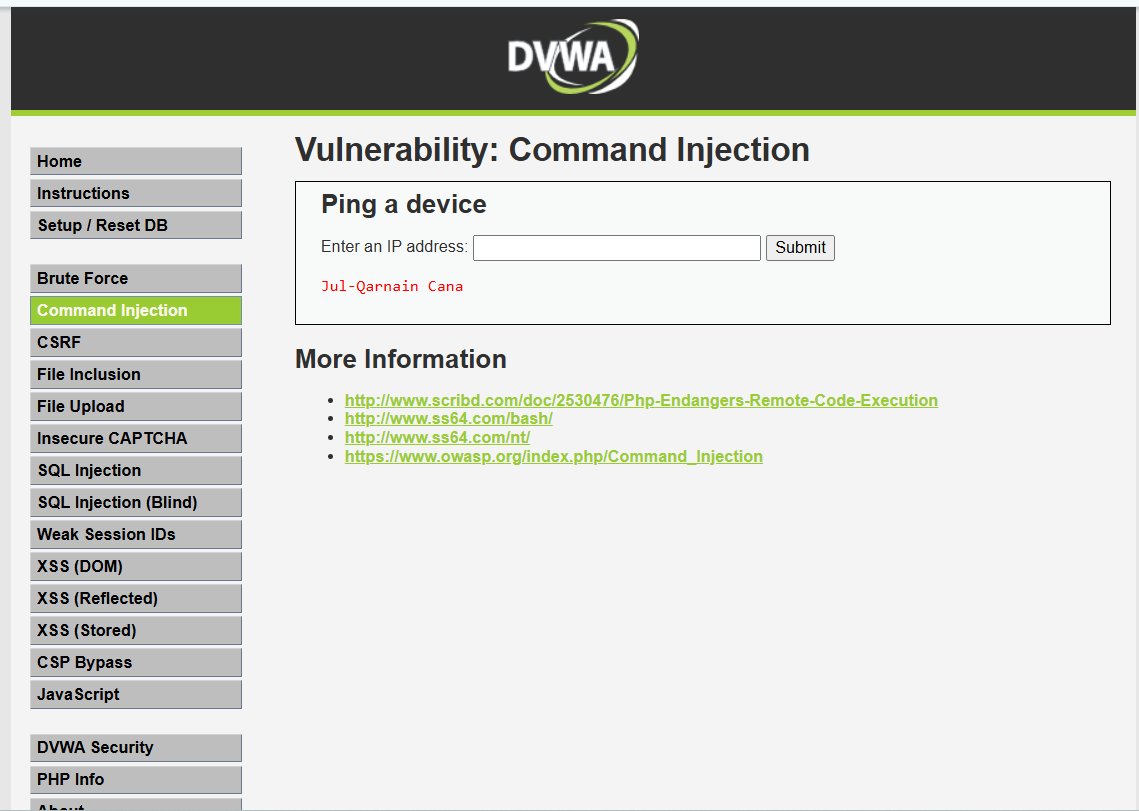 DVWA
Home
Instructions
Setup / Reset DB
Brute Force
Command Injection
CSRF
File Inclusion
File Upload
Insecure CAPTCHA
SQL Injection
SQL Injection (Blind)
Weak Session IDs
XSS (DOM)
XSS (Reflected)
XSS (Stored)
CSP Bypass
JavaScript
DVWA Security
PHP Info
About
Vulnerability: Command Injection
Ping a device
Enter an IP address: Submit
Jul-Qarnain Cana
More Information
http://www.scribd.com/doc/2530476/Php-Endangers-Remote-Code-Execution
http://www.ss64.com/bash/
http://www.ss64.com/nt/
https://www.owasp.org/index.php/Command_Injection